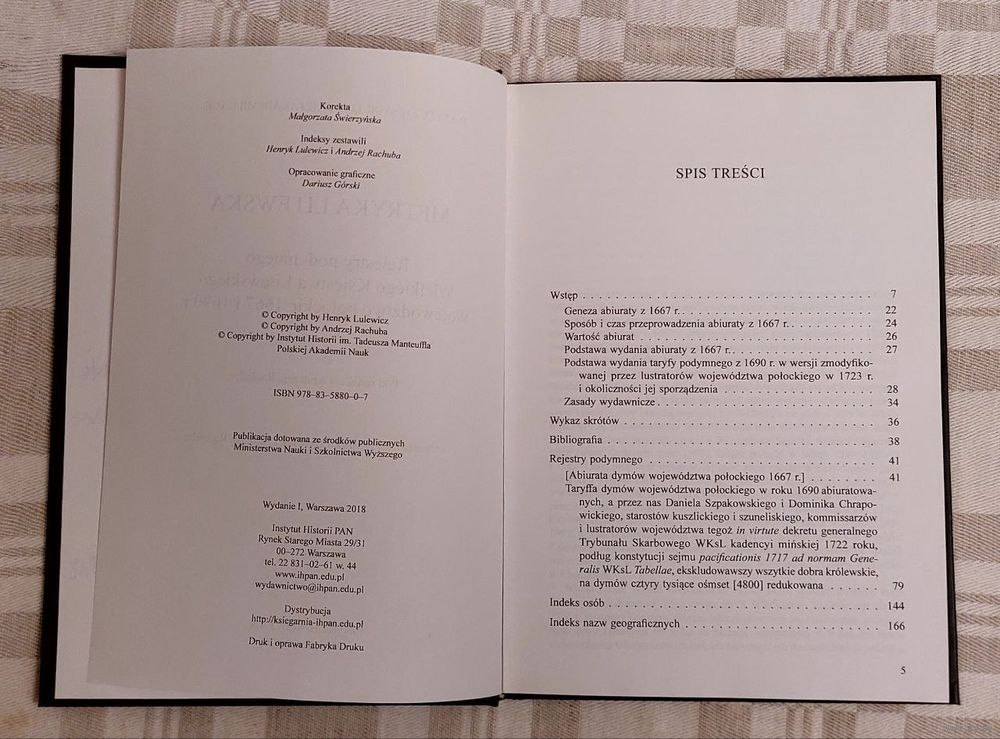 Korekta
Małgorzata Świerzyńska
Indeksy zestawili
Henryk Lulewicz i Andrzej Rachuba
Opracowanie graficzne
Dariusz Górski
© Copyright by Henryk Lulewicz
© Copyright by Andrzej Rachuba
© Copyright by Instytut Historii im. Tadeusza Manteuffla
Polskiej Akademii Nauk
ISBN 978–83–5880–0–7
Publikacja dotowana ze środków publicznych
Ministerstwa Nauki i Szkolnictwa Wyższego
Wydanie I, Warszawa 2018
Instytut Historii PAN
Rynek Starego Miasta 29/31
00–272 Warszawa
tel. 22 831–02–61 w. 44
www.ihpan.edu.pl
wydawnictwo@ihpan.edu.pl
Dystrybucja
http://ksiegarnia-ihpan.edu.pl
Druk i oprawa Fabryka Druku
SPIS TREŚCI
Wstęp . . . . . . . . . . . . . . . . . . . . 7
Geneza abiuraty z 1667 r. . . . . . . . . . . . . . . . 22
Sposób i czas przeprowadzenia abiuraty z 1667 r. . . . . . . . 24
Wartość abiurat . . . . . . . . . . . . . . . . 26
Podstawa wydania abiuraty z 1667 r. . . . . . . . . . . . 27
Podstawa wydania taryfy podymnego z 1690 r. w wersji zmodyfiko-
wanej przez lustratorów województwa połockiego w 1723 r.
i okoliczności jej sporządzenia . . . . . . . . . . . . 28
Zasady wydawnicze . . . . . . . . . . . . . . . . 34
Wykaz skrótów . . . . . . . . . . . . . . . . 36
Bibliografia . . . . . . . . . . . . . . . . 38
Rejestry podymnego . . . . . . . . . . . . . . . . 41
[Abiurata dymów województwa połockiego 1667 r.] . . . . . . . 41
Taryffa dymów województwa połockiego w roku 1690 abiuratowa-
nych, a przez nas Daniela Szpakowskiego i Dominika Chrapo-
wickiego, starostów kuszlickiego i szuneliskiego, kommissarzów
i lustratorów województwa tegoż in virtute dekretu generalnego
Trybunału Skarbowego WKsL kadencyi mińskiej 1722 roku,
podług konstytucji sejmu pacificationis 1717 ad normam Gene-
ralis WKsL Tabellae, ekskludowawszy wszytkie dobra królewskie,
na dymów cztyry tysiące ośmset [4800] redukowana . . . . . . 79
Indeks osób . . . . . . . . . . . . . . . . 144
Indeks nazw geograficznych . . . . . . . . . . . . . . . . 166
5